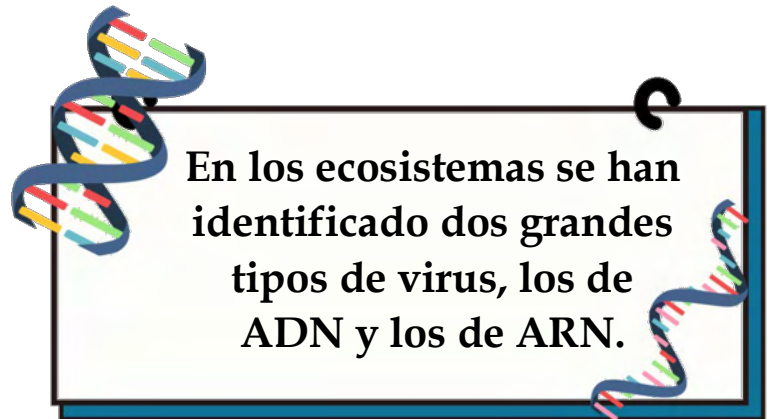 En los ecosistemas se han
identificado dos grandes
tipos de virus, los de
ADN y los de ARN.